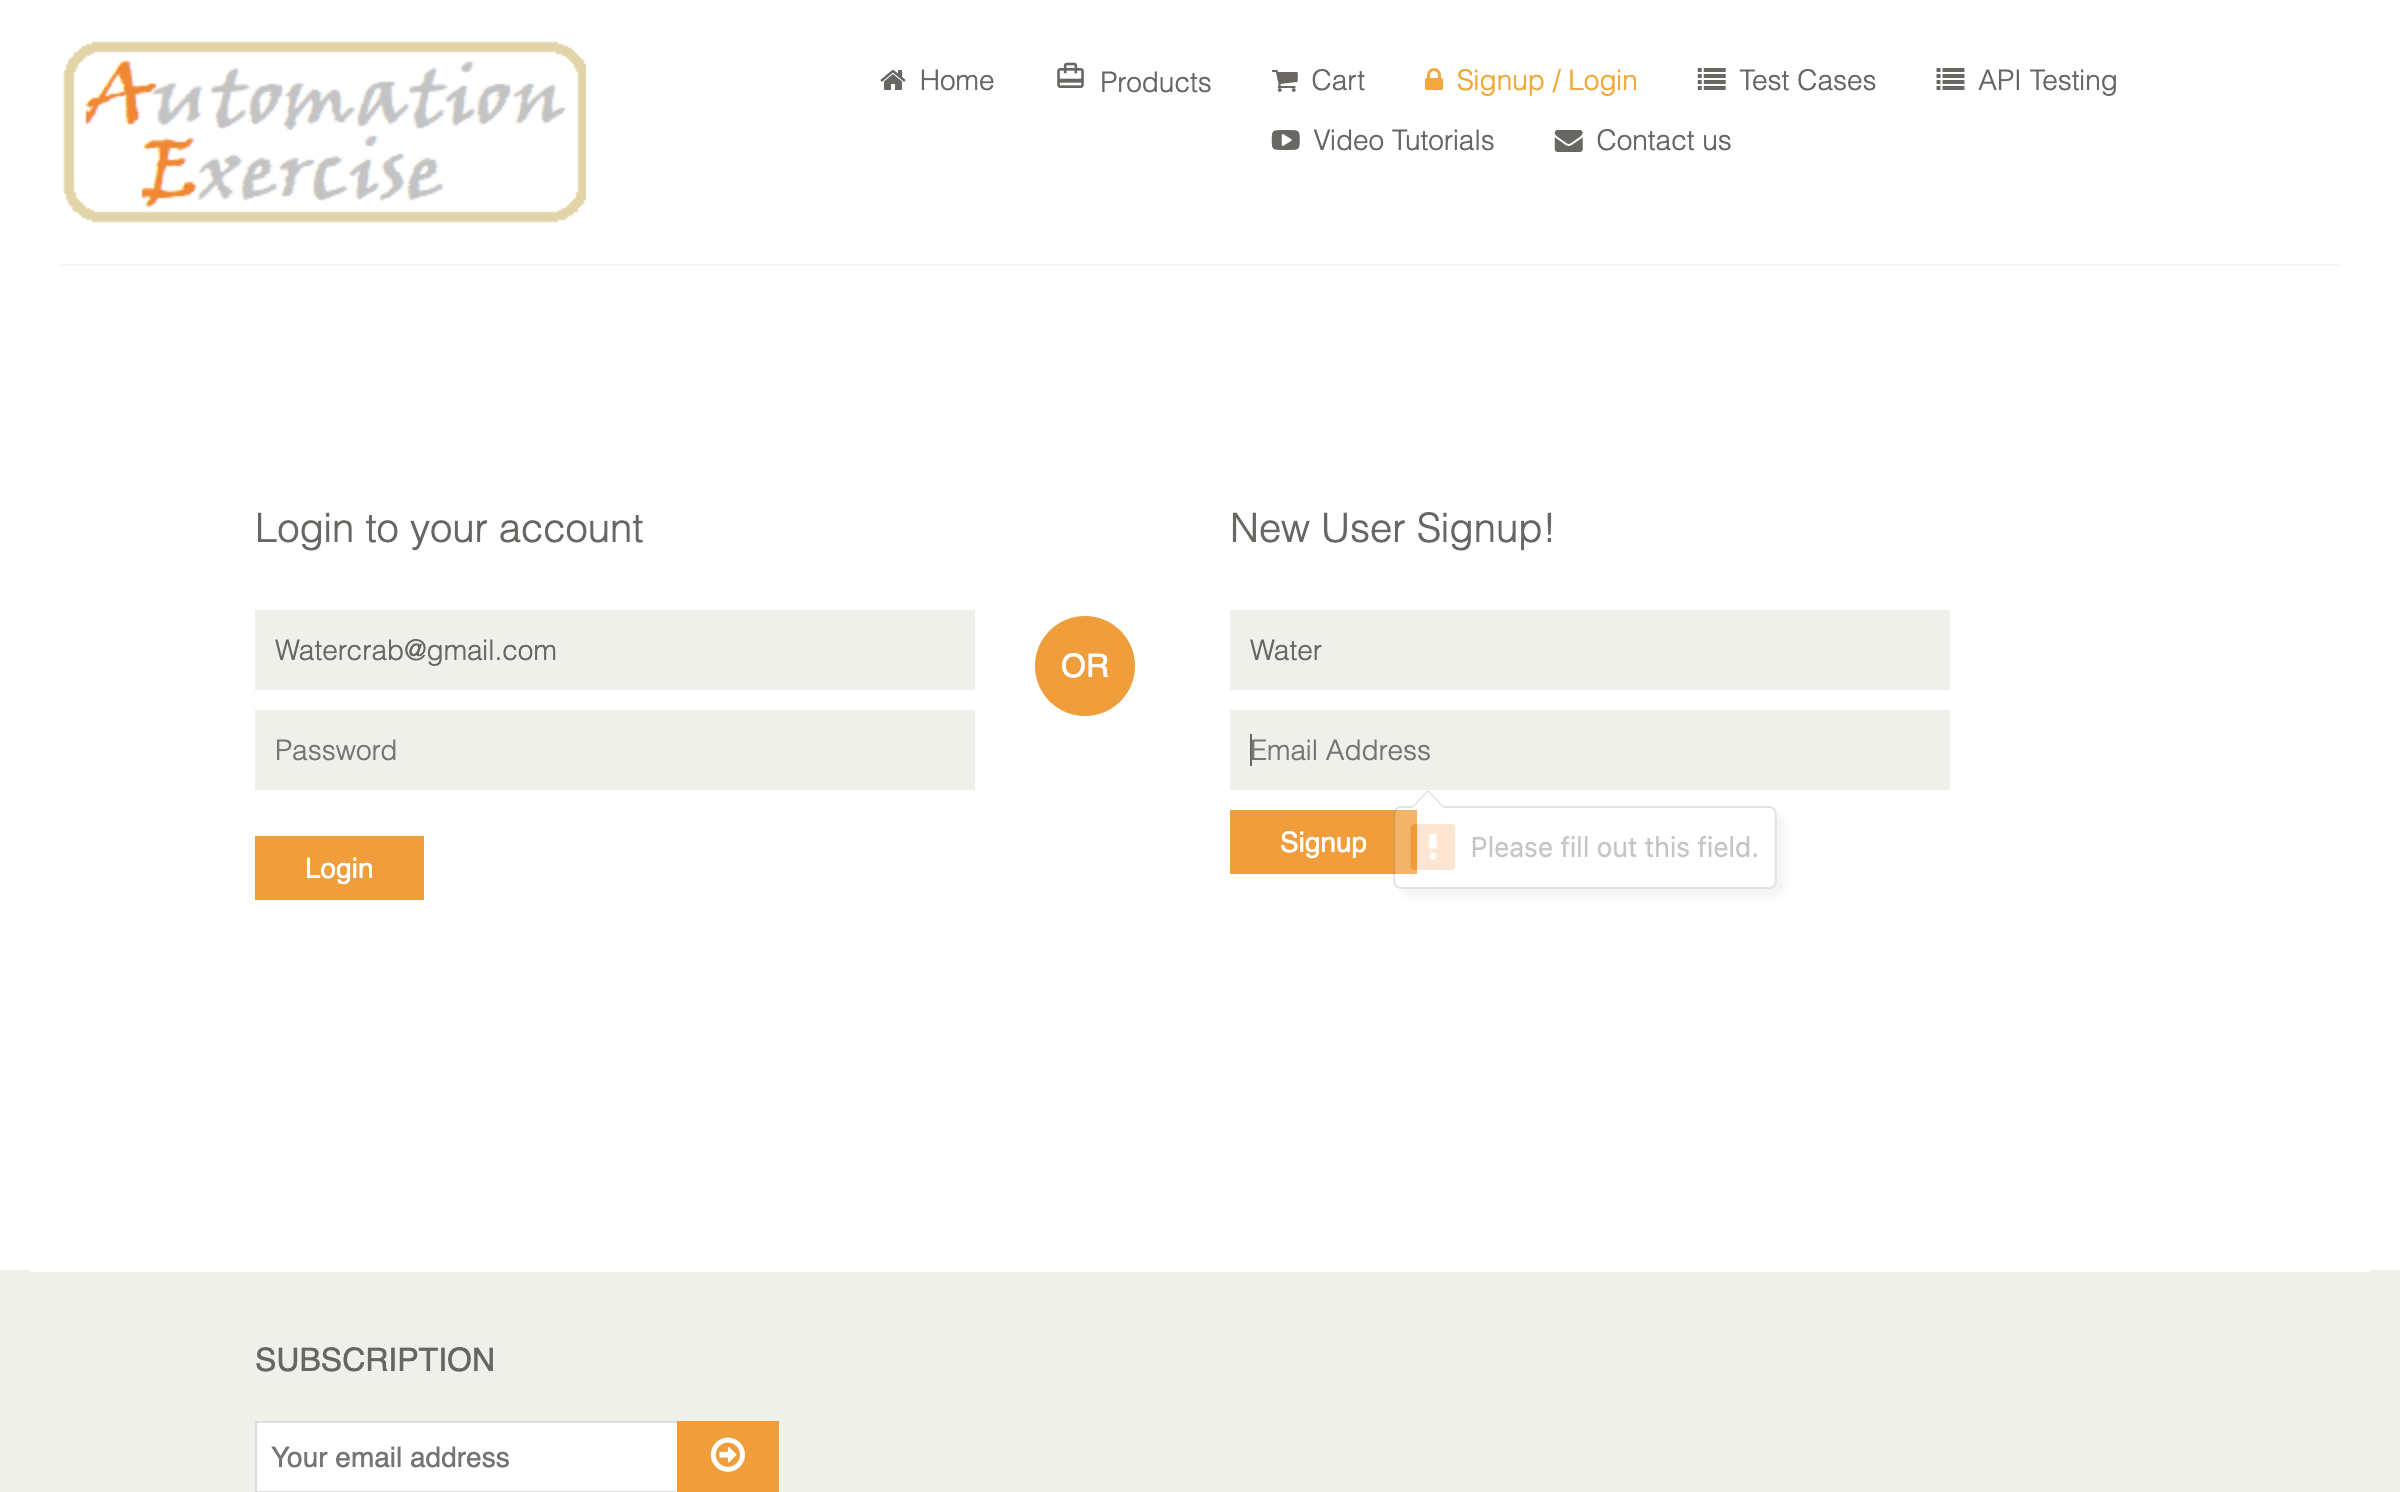 Automation
Exercise
Home
Products
Cart
Signup / Login
Test Cases
API Testing
Video Tutorials
Contact us
Login to your account
Watercrab@gmail.com
Password
Login
OR
New User Signup!
Water
Email Address
Signup
Please fill out this field.
SUBSCRIPTION
Your email address